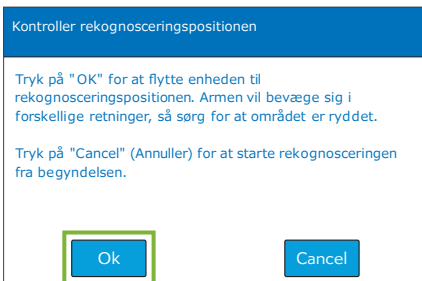 Kontroller rekognosceringspositionen
Tryk på "OK" for at flytte enheden til
rekognosceringspositionen. Armen vil bevæge sig i
forskellige retninger, så sørg for at området er ryddet.
Tryk på "Cancel" (Annuller) for at starte rekognosceringen
fra begyndelsen.
Ok
Cancel